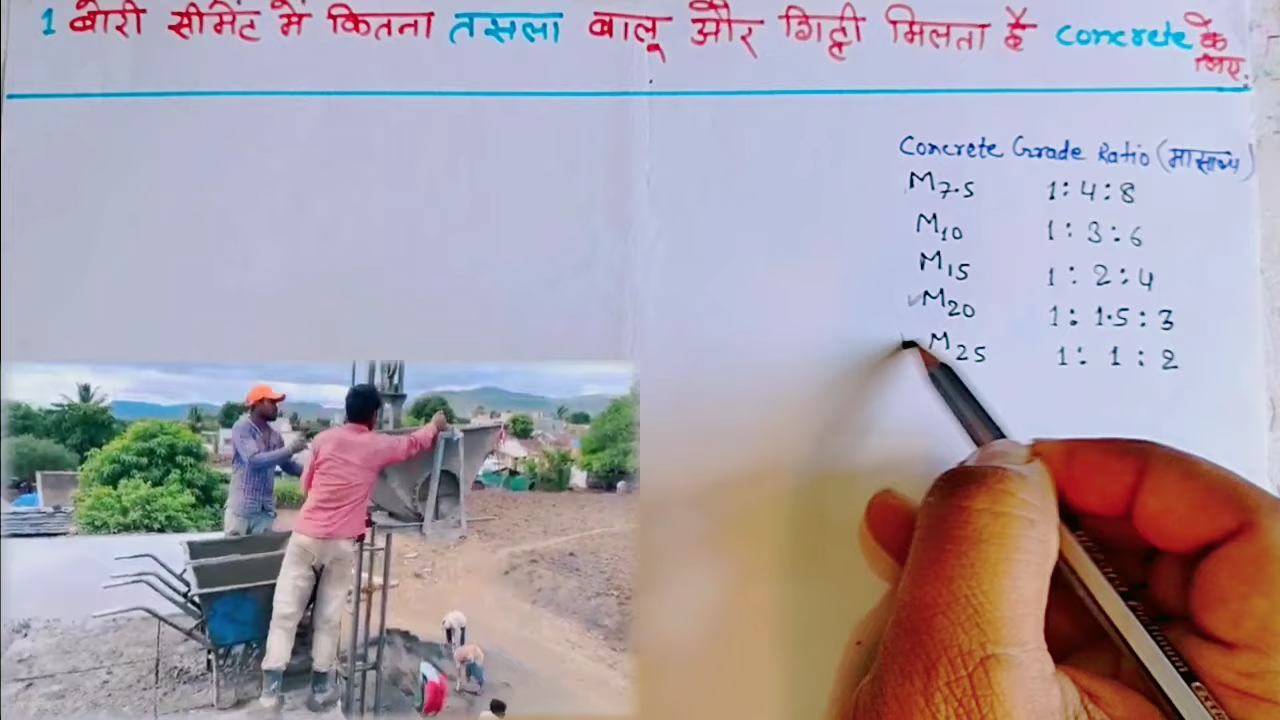 1 बोरी सीमेंट में कितना तसला बालू और गिट्टी मिलता है concrete के लिए:
Concrete Grade Ratio (मसाला)
M7.5 1:4:8
M10 1:3:6
M15 1:2:4
✓M20 1:1.5:3
M25 1:1:2